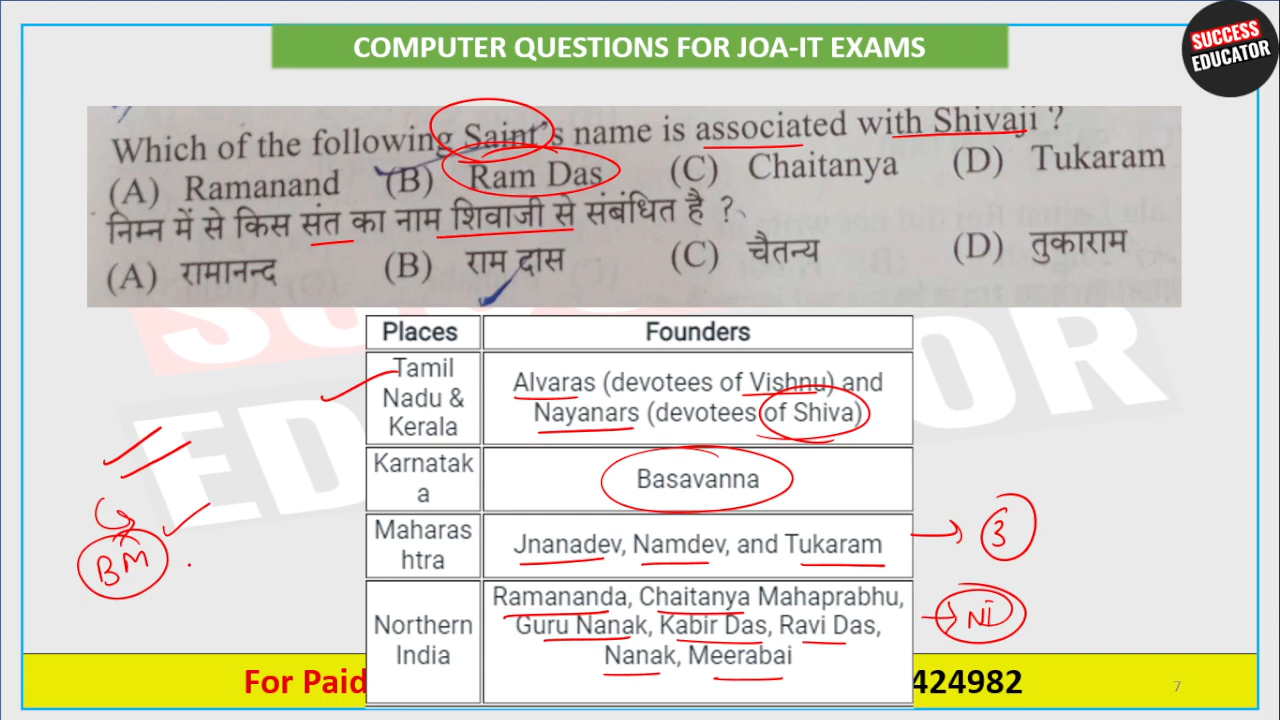 COMPUTER QUESTIONS FOR JOA-IT EXAMS
SUCCESS
EDUCATOR
Which of the following Saint's name is associated with Shivaji ?
(A) Ramanand (B) Ram Das (C) Chaitanya (D) Tukaram
निम्न में से किस संत का नाम शिवाजी से संबंधित है ?
(A) रामानन्द (B) राम दास (C) चैतन्य (D) तुकाराम
Places Founders
Tamil
Nadu &
Kerala
Alvaras (devotees of Vishnu) and
Nayanars (devotees of Shiva)
Karnatak
a
Basavanna
Maharas
htra
Jnanadev, Namdev, and Tukaram
3
BM
Northern
India
Ramananda, Chaitanya Mahaprabhu,
Guru Nanak, Kabir Das, Ravi Das,
Nanak, Meerabai
NI
For Paid 424982
7